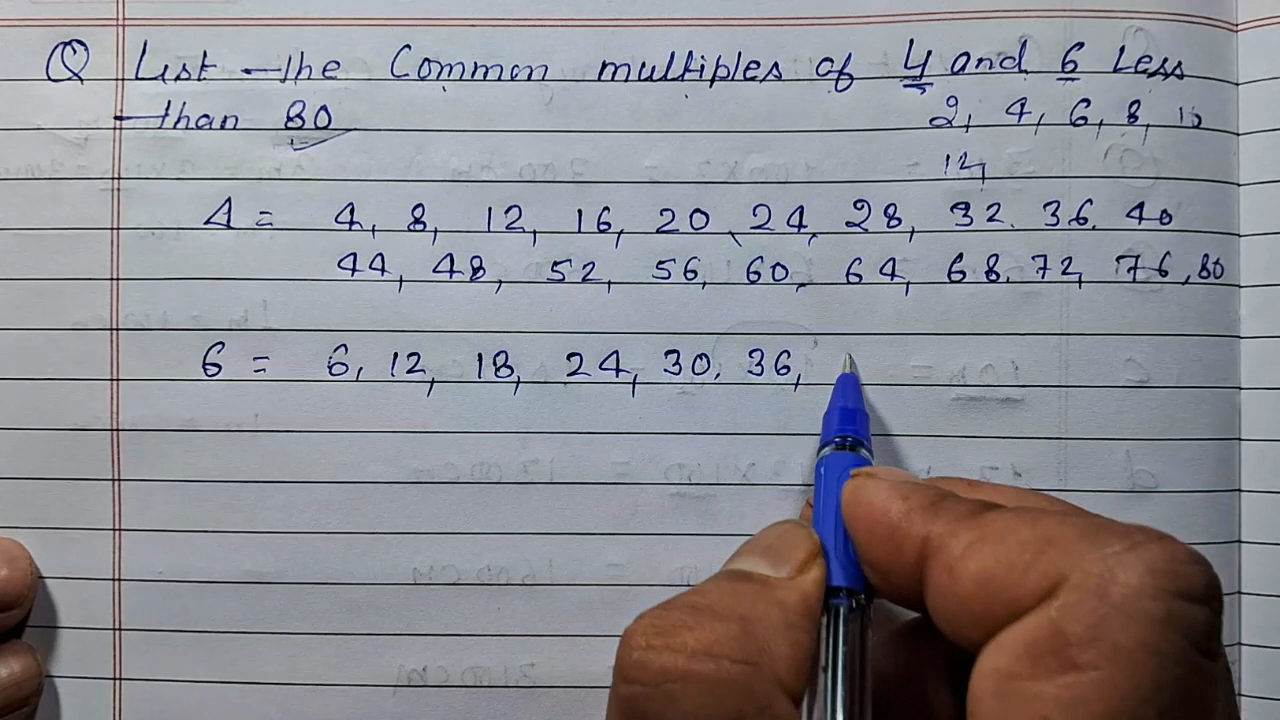 Q List the Common multiples of 4 and 6 Less
than 80
2, 4, 6, 8, 10
12,
4 = 4, 8, 12, 16, 20, 24, 28, 32. 36. 40
44, 48, 52, 56, 60, 64, 68. 72, 76, 80
6 = 6, 12, 18, 24, 30, 36,